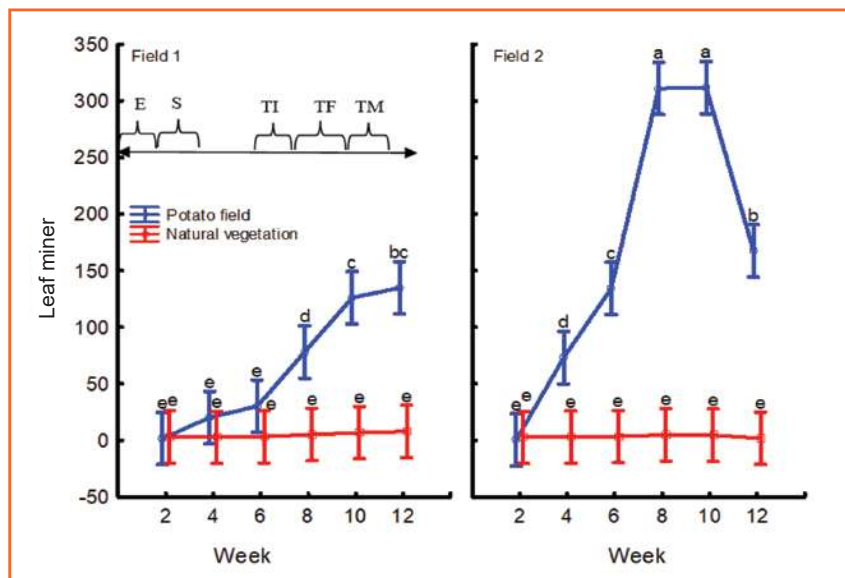 Field 1
Field 2
350
300
250
200
150
100
50
0
-50
Leaf miner
E S TI TF TM
Potato field
Natural vegetation
e e e d c bc
e e e e e e
e d c a a b
e e e e e e
2 4 6 8 10 12
2 4 6 8 10 12
Week
Week